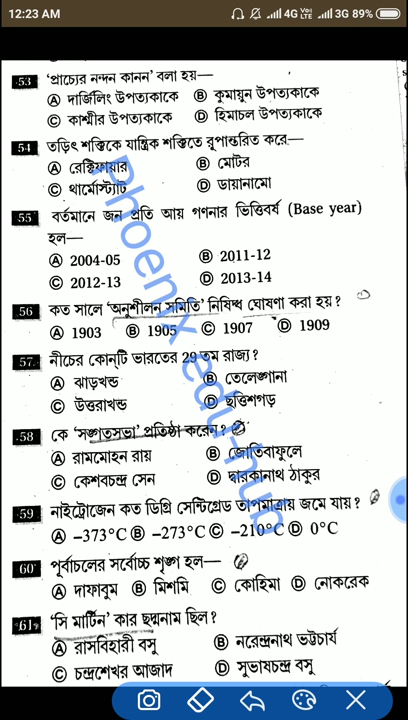 12:23 AM 4G VoLTE 3G 89%
53 ‘প্রাচ্যের নন্দন কানন’ বলা হয়—
Ⓐ দার্জিলিং উপত্যকাকে Ⓑ কুমায়ুন উপত্যকাকে
Ⓒ কাশ্মীর উপত্যকাকে Ⓓ হিমাচল উপত্যকাকে
54 তড়িৎ শক্তিকে যান্ত্রিক শক্তিতে রূপান্তরিত করে—
Ⓐ রেক্টিফায়ার Ⓑ মোটর
Ⓒ থার্মোস্ট্যাট Ⓓ ডায়ানামো
55 বর্তমানে জন প্রতি আয় গণনার ভিত্তিবর্ষ (Base year)
হল—
Ⓐ 2004-05 Ⓑ 2011-12
Ⓒ 2012-13 Ⓓ 2013-14
56 কত সালে ‘অনুশীলন সমিতি’ নিষিদ্ধ ঘোষণা করা হয়?
Ⓐ 1903 Ⓑ 1905 Ⓒ 1907 Ⓓ 1909
57 নীচের কোন্‌টি ভারতের 29 তম রাজ্য?
Ⓐ ঝাড়খন্ড Ⓑ তেলেঙ্গানা
Ⓒ উত্তরাখন্ড Ⓓ ছত্তিশগড়
58 কে ‘সঙ্গতসভা’ প্রতিষ্ঠা করেন?
Ⓐ রামমোহন রায় Ⓑ জোতিবাফুলে
Ⓒ কেশবচন্দ্র সেন Ⓓ দ্বারকানাথ ঠাকুর
59 নাইট্রোজেন কত ডিগ্রি সেন্টিগ্রেড তাপমাত্রায় জমে যায়?
Ⓐ –373°C Ⓑ –273°C Ⓒ –210°C Ⓓ 0°C
60 পূর্বাচলের সর্বোচ্চ শৃঙ্গ হল—
Ⓐ দাফাবুম Ⓑ মিশমি Ⓒ কোহিমা Ⓓ নোকরেক
61 ‘সি মার্টিন’ কার ছদ্মনাম ছিল?
Ⓐ রাসবিহারী বসু Ⓑ নরেন্দ্রনাথ ভট্টাচার্য
Ⓒ চন্দ্রশেখর আজাদ Ⓓ সুভাষচন্দ্র বসু
Phoenix edu-hub